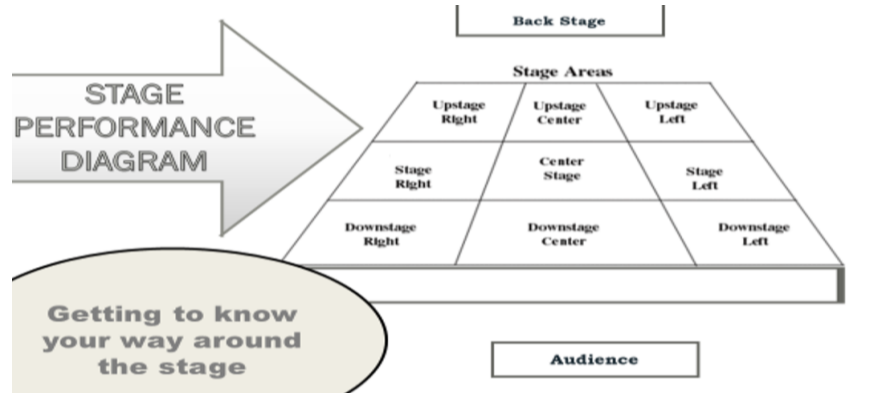 Back Stage
STAGE
PERFORMANCE
DIAGRAM
Stage Areas
Upstage
Right
Upstage
Center
Upstage
Left
Stage
Right
Center
Stage
Stage
Left
Downstage
Right
Downstage
Center
Downstage
Left
Getting to know
your way around
the stage
Audience